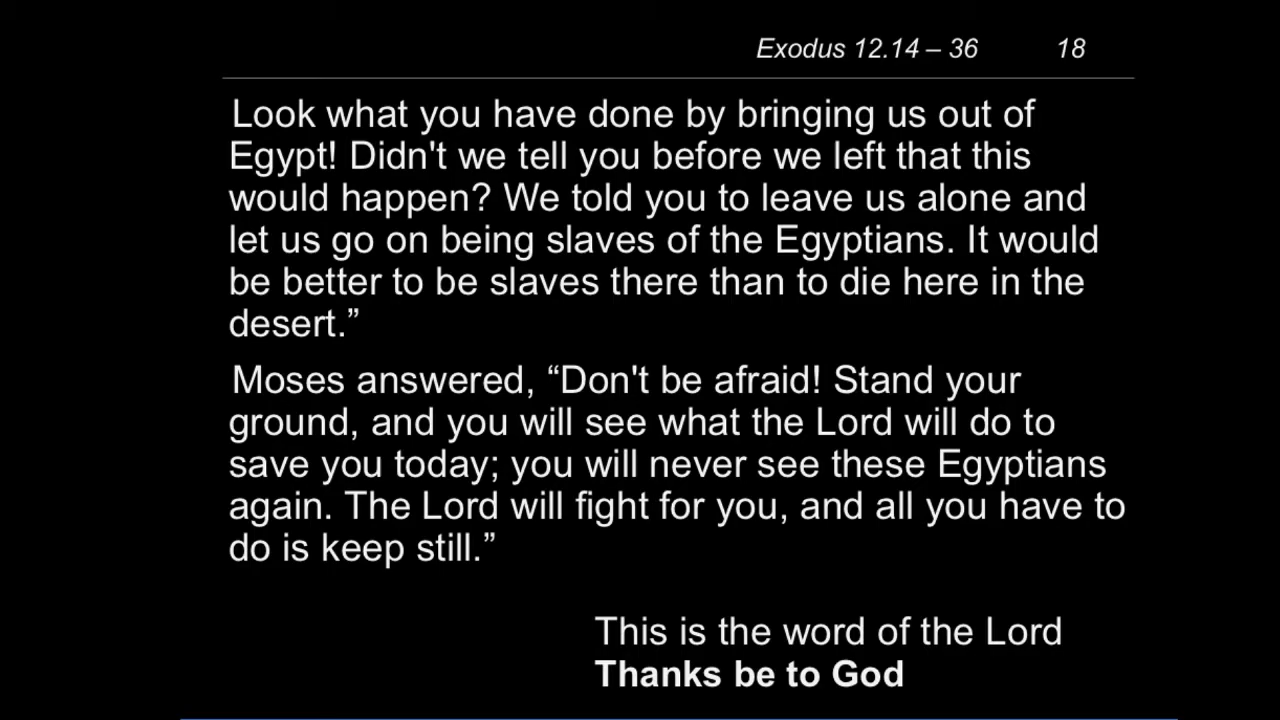 Exodus 12.14 – 36 18
Look what you have done by bringing us out of
Egypt! Didn't we tell you before we left that this
would happen? We told you to leave us alone and
let us go on being slaves of the Egyptians. It would
be better to be slaves there than to die here in the
desert.”
Moses answered, “Don't be afraid! Stand your
ground, and you will see what the Lord will do to
save you today; you will never see these Egyptians
again. The Lord will fight for you, and all you have to
do is keep still.”
This is the word of the Lord
Thanks be to God